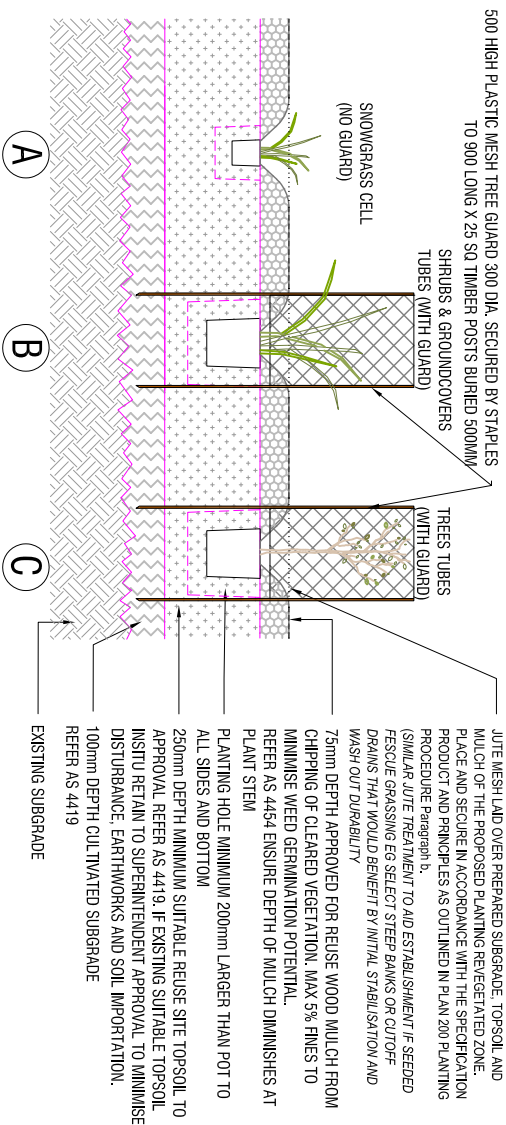 500 HIGH PLASTIC MESH TREE GUARD 300 DIA. SECURED BY STAPLES
TO 900 LONG X 25 SQ TIMBER POSTS BURIED 500MM
SNOWGRASS CELL
(NO GUARD)
SHRUBS & GROUNDCOVERS
TUBES (WITH GUARD)
TREES TUBES
(WITH GUARD)
A
B
C
JUTE MESH LAID OVER PREPARED SUBGRADE, TOPSOIL AND
MULCH OF THE PROPOSED PLANTING REVEGETATED ZONE.
PLACE AND SECURE IN ACCORDANCE WITH THE SPECIFICATION
PRODUCT AND PRINCIPLES AS OUTLINED IN PLAN 200 PLANTING
PROCEDURE Paragraph b.
(SIMILAR JUTE TREATMENT TO AID ESTABLISHMENT IF SEEDED
FESCUE GRASSING EG SELECT STEEP BANKS OR CUTOFF
DRAINS THAT WOULD BENEFIT BY INITIAL STABILISATION AND
WASH OUT DURABILITY
75mm DEPTH APPROVED FOR REUSE WOOD MULCH FROM
CHIPPING OF CLEARED VEGETATION. MAX 5% FINES TO
MINIMISE WEED GERMINATION POTENTIAL.
REFER AS 4454 ENSURE DEPTH OF MULCH DIMINISHES AT
PLANT STEM
PLANTING HOLE MINIMUM 200mm LARGER THAN POT TO
ALL SIDES AND BOTTOM
250mm DEPTH MINIMUM SUITABLE REUSE SITE TOPSOIL TO
APPROVAL REFER AS 4419. IF EXISTING SUITABLE TOPSOIL
INSITU RETAIN TO SUPERINTENDENT APPROVAL TO MINIMISE
DISTURBANCE, EARTHWORKS AND SOIL IMPORTATION.
100mm DEPTH CULTIVATED SUBGRADE
REFER AS 4419
EXISTING SUBGRADE